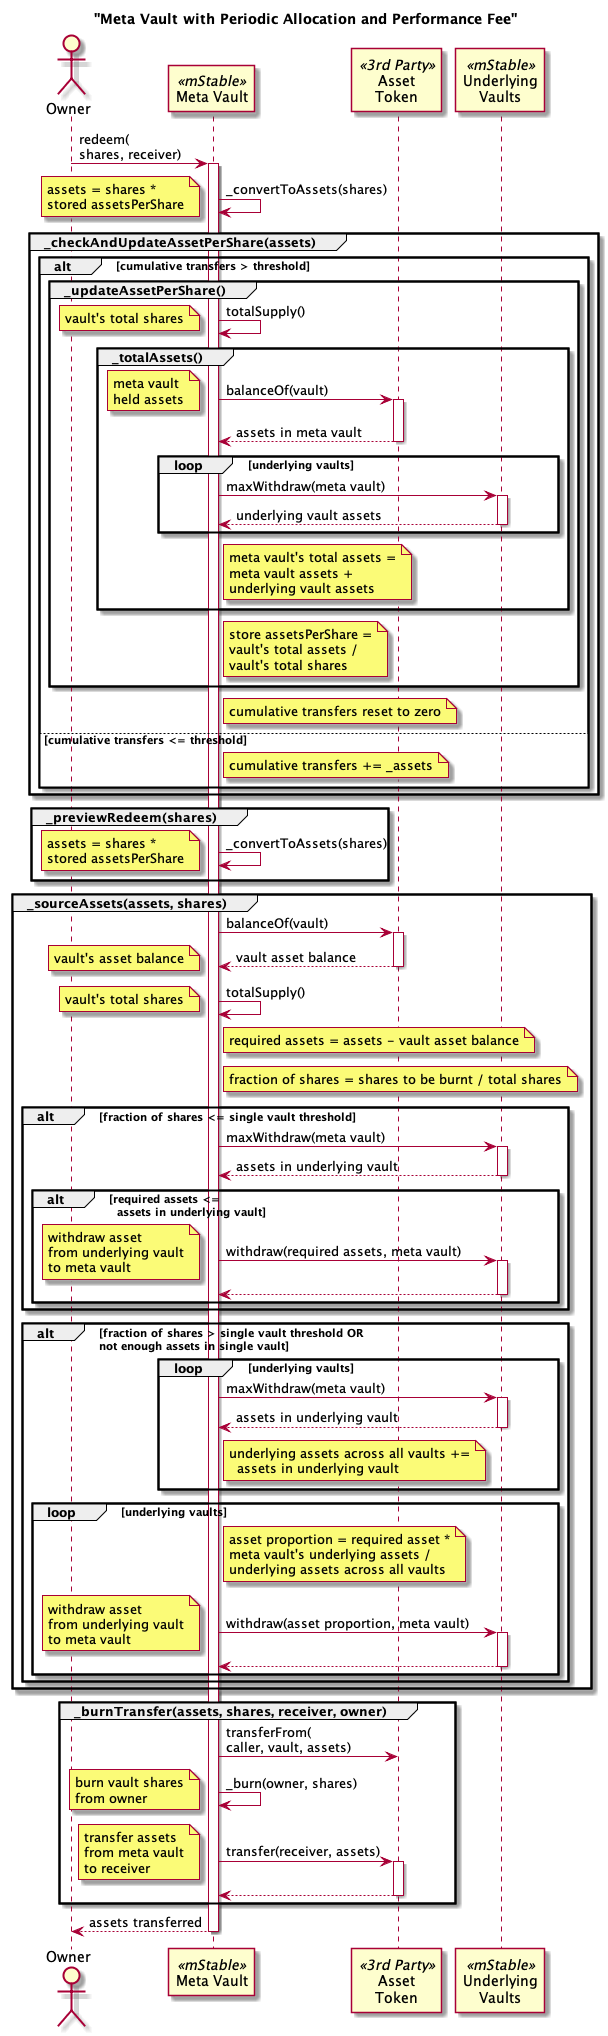 "Meta Vault with Periodic Allocation and Performance Fee"
Owner
«mStable»
Meta Vault
«3rd Party»
Asset
Token
«mStable»
Underlying
Vaults
redeem(
shares, receiver)
assets = shares *
stored assetsPerShare
_convertToAssets(shares)
_checkAndUpdateAssetPerShare(assets)
alt
[cumulative transfers > threshold]
_updateAssetPerShare()
vault's total shares
totalSupply()
_totalAssets()
meta vault
held assets
balanceOf(vault)
assets in meta vault
loop
[underlying vaults]
maxWithdraw(meta vault)
underlying vault assets
meta vault's total assets =
meta vault assets +
underlying vault assets
store assetsPerShare =
vault's total assets /
vault's total shares
cumulative transfers reset to zero
[cumulative transfers <= threshold]
cumulative transfers += _assets
_previewRedeem(shares)
assets = shares *
stored assetsPerShare
_convertToAssets(shares)
_sourceAssets(assets, shares)
balanceOf(vault)
vault's asset balance
vault asset balance
vault's total shares
totalSupply()
required assets = assets - vault asset balance
fraction of shares = shares to be burnt / total shares
alt
[fraction of shares <= single vault threshold]
maxWithdraw(meta vault)
assets in underlying vault
alt
[required assets <=
assets in underlying vault]
withdraw asset
from underlying vault
to meta vault
withdraw(required assets, meta vault)
alt
[fraction of shares > single vault threshold OR
not enough assets in single vault]
loop
[underlying vaults]
maxWithdraw(meta vault)
assets in underlying vault
underlying assets across all vaults +=
assets in underlying vault
loop
[underlying vaults]
asset proportion = required asset *
meta vault's underlying assets /
underlying assets across all vaults
withdraw asset
from underlying vault
to meta vault
withdraw(asset proportion, meta vault)
_burnTransfer(assets, shares, receiver, owner)
transferFrom(
caller, vault, assets)
burn vault shares
from owner
_burn(owner, shares)
transfer assets
from meta vault
to receiver
transfer(receiver, assets)
assets transferred
Owner
«mStable»
Meta Vault
«3rd Party»
Asset
Token
«mStable»
Underlying
Vaults